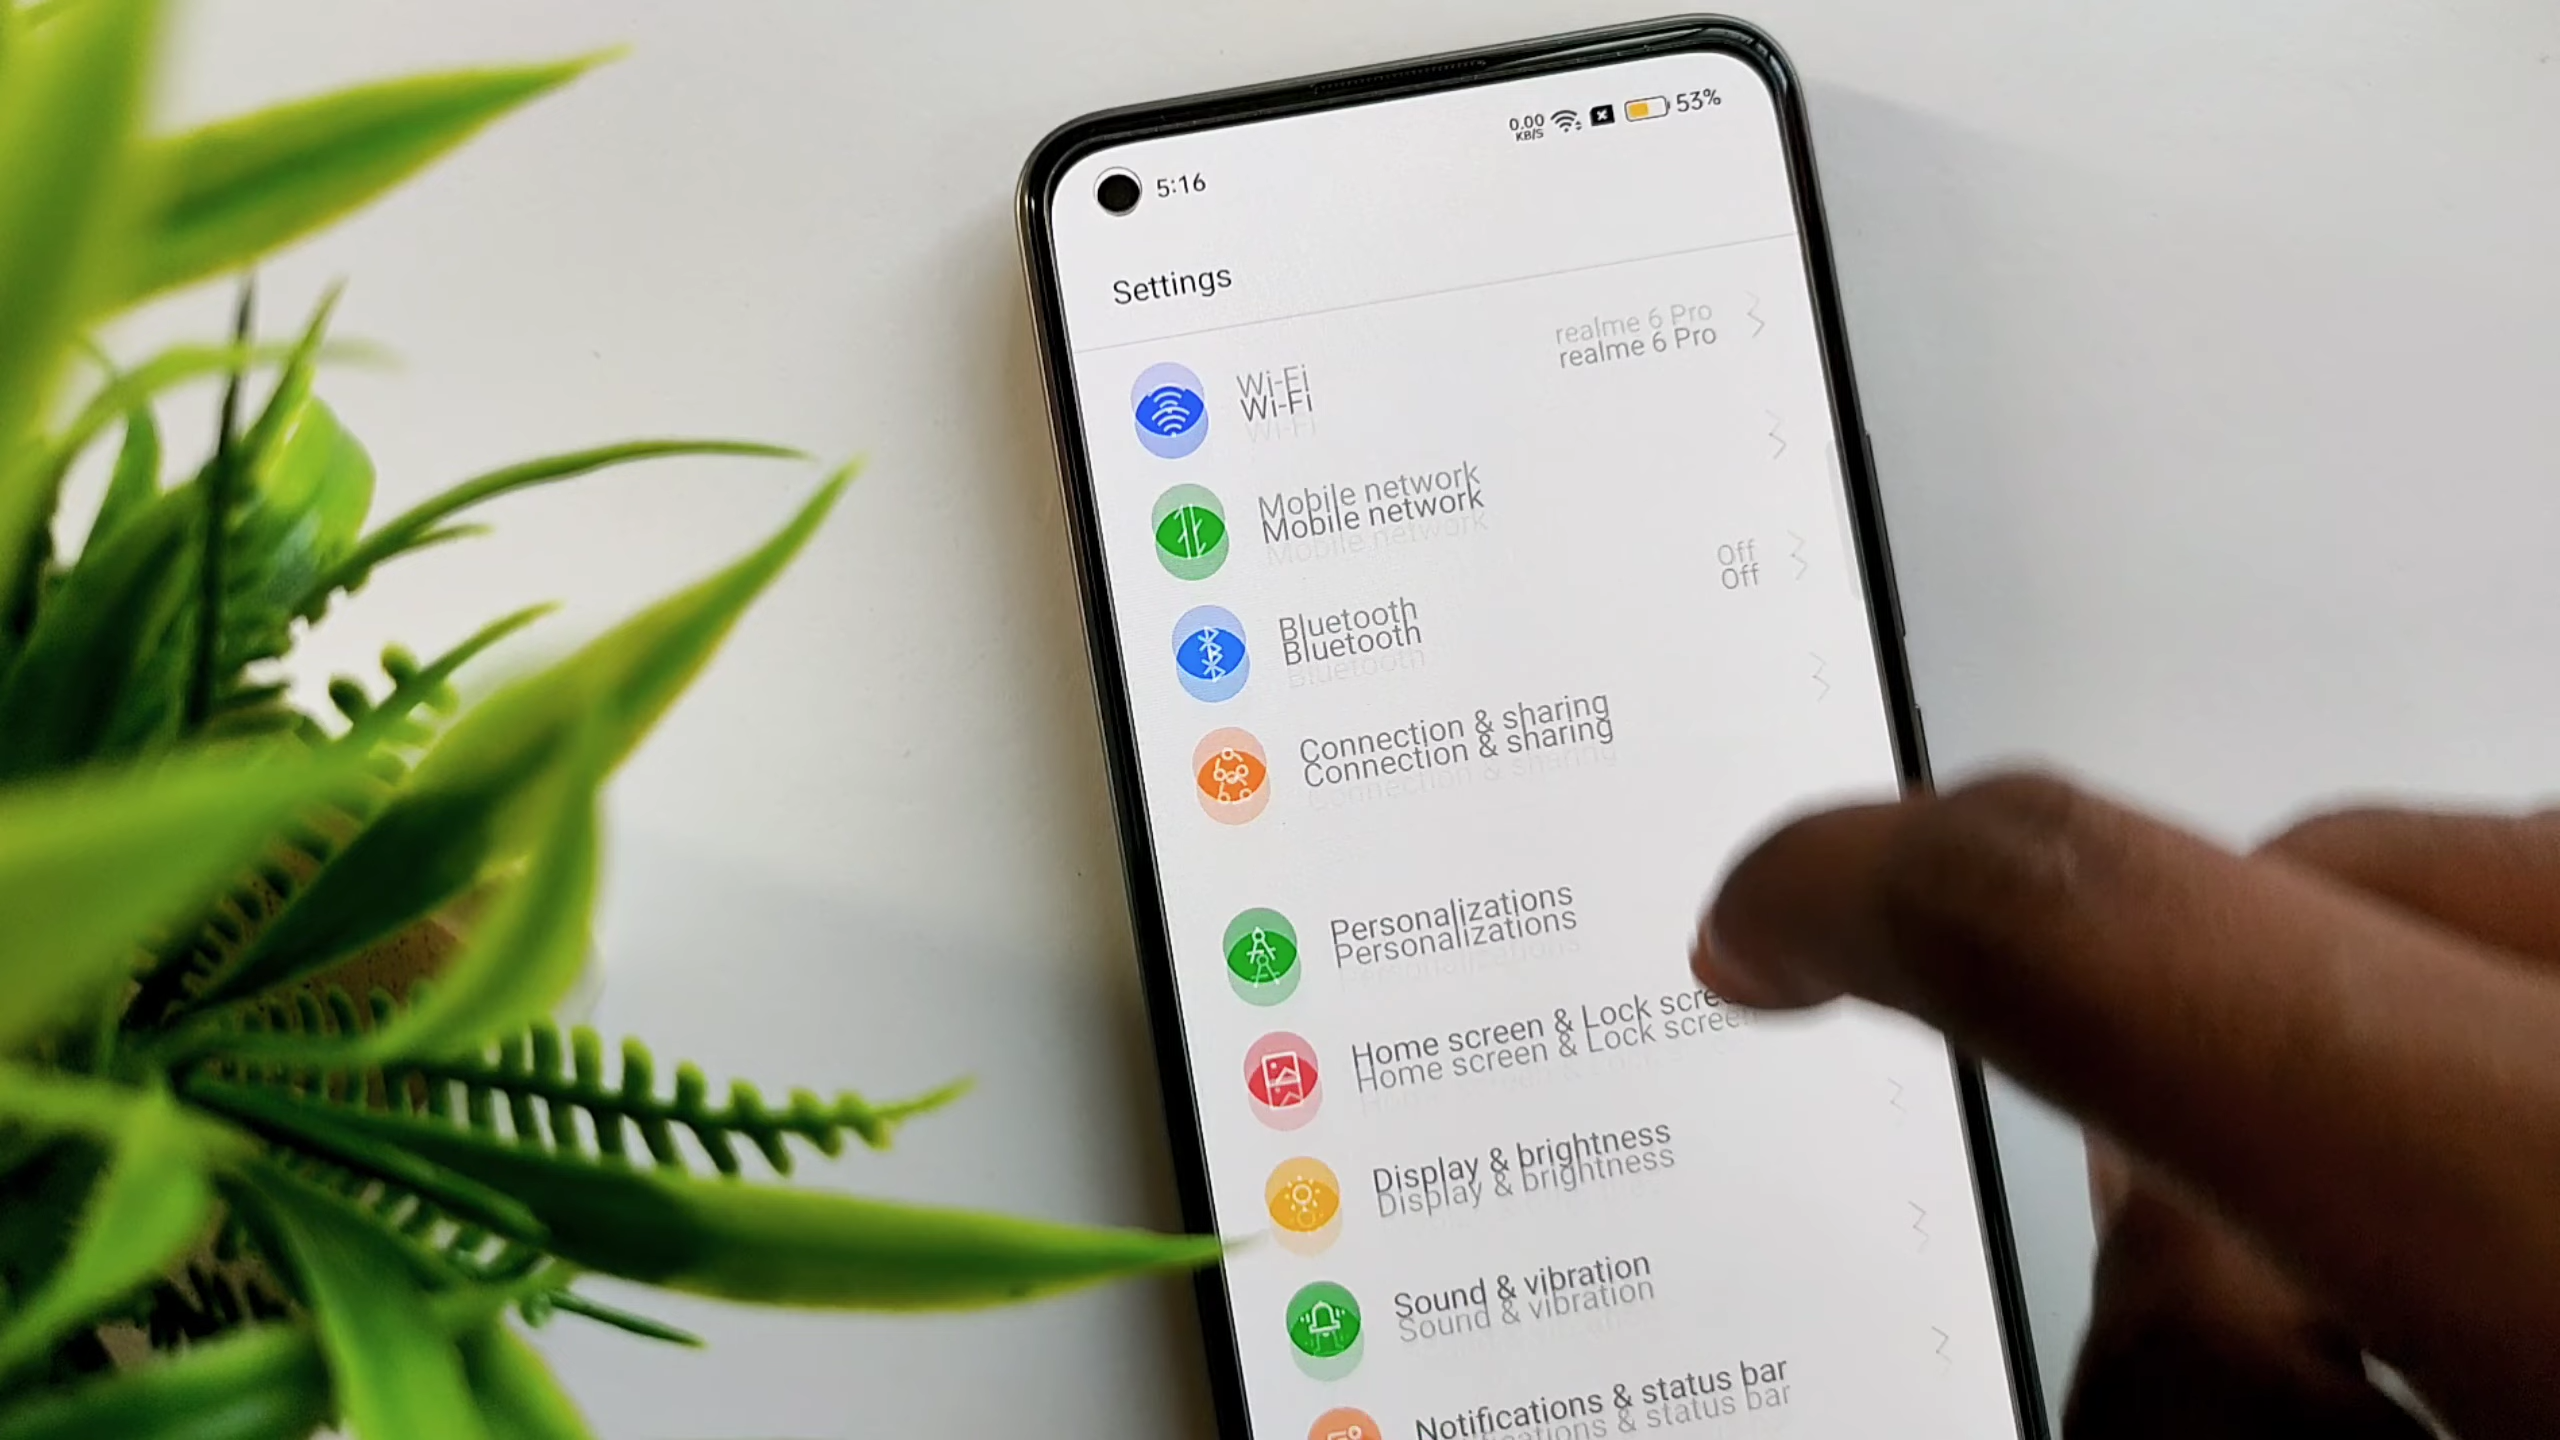 0.00 KB/S 53%
5:16
Settings
Wi-Fi realme 6 Pro
Mobile network
Bluetooth Off
Connection & sharing
Personalizations
Home screen & Lock screen
Display & brightness
Sound & vibration
Notifications & status bar